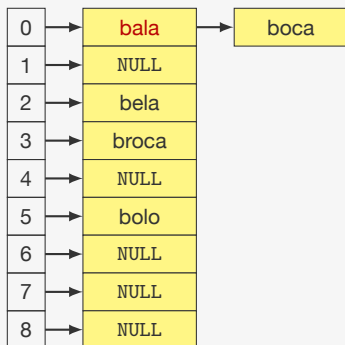 0 bala boca
1 NULL
2 bela
3 broca
4 NULL
5 bolo
6 NULL
7 NULL
8 NULL